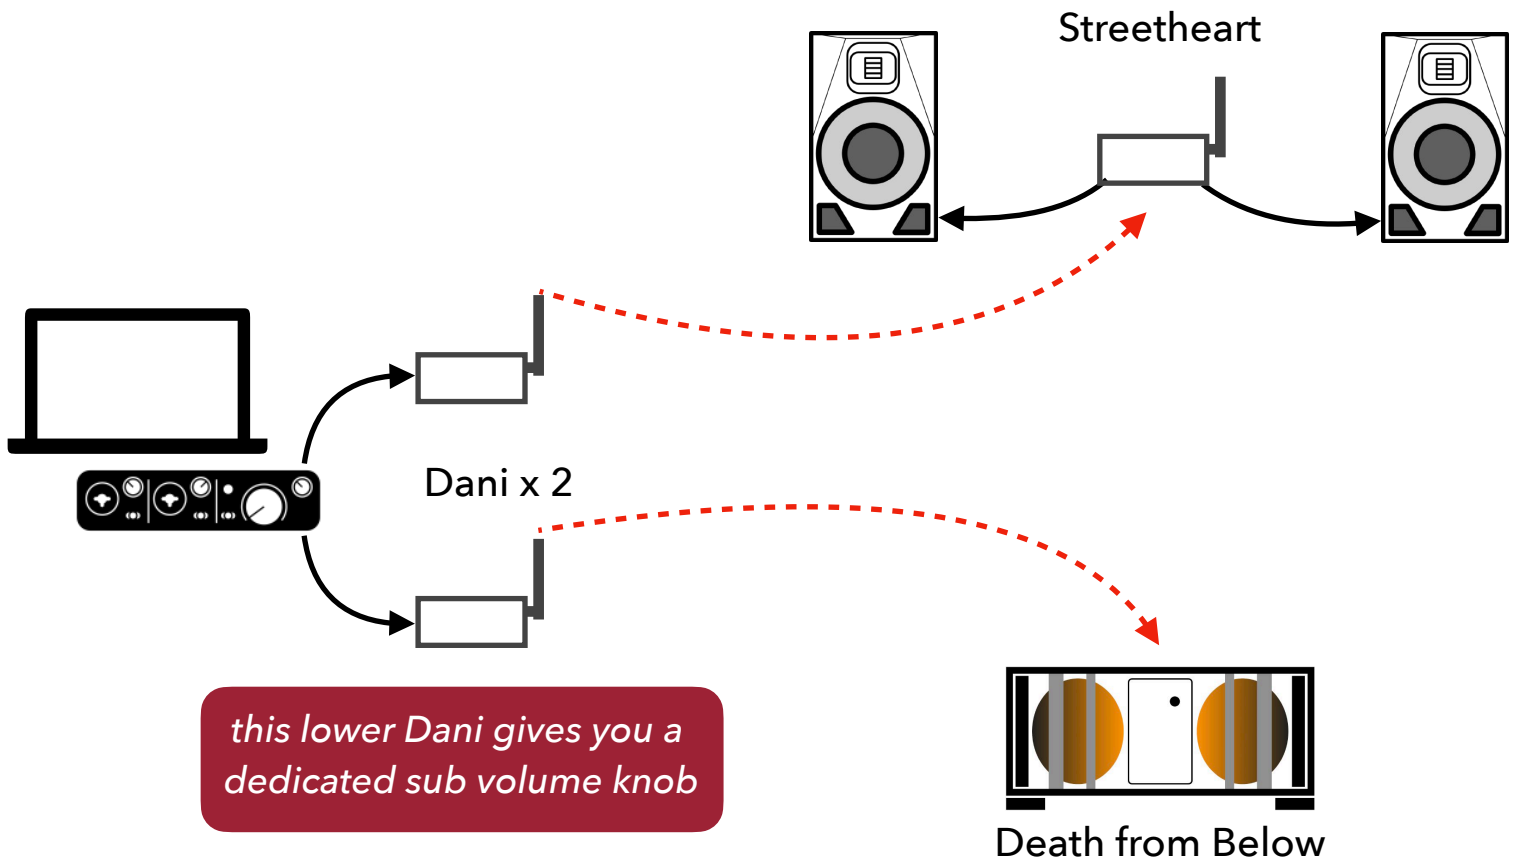 Streetheart
Dani x 2
this lower Dani gives you a
dedicated sub volume knob
Death from Below